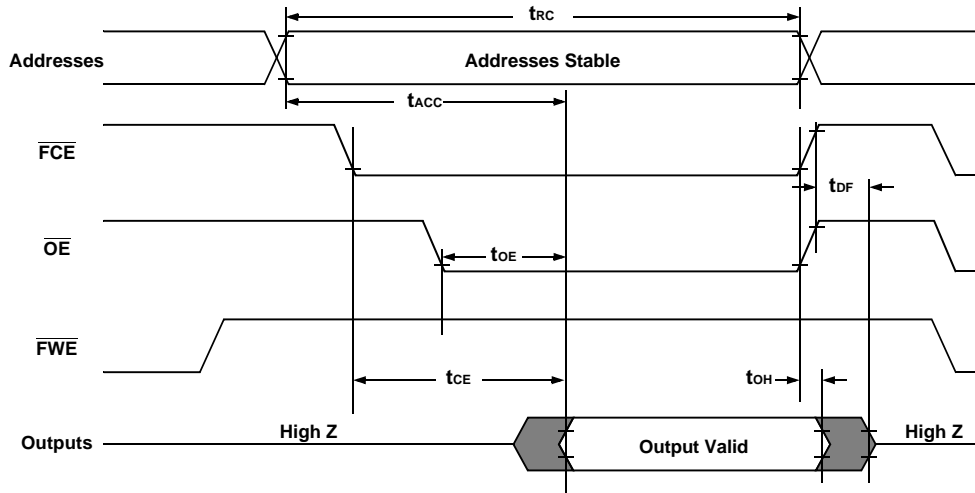 tRC
Addresses
Addresses Stable
tACC
FCE
tDF
OE
tOE
FWE
tCE
tOH
High Z
High Z
Outputs
Output Valid